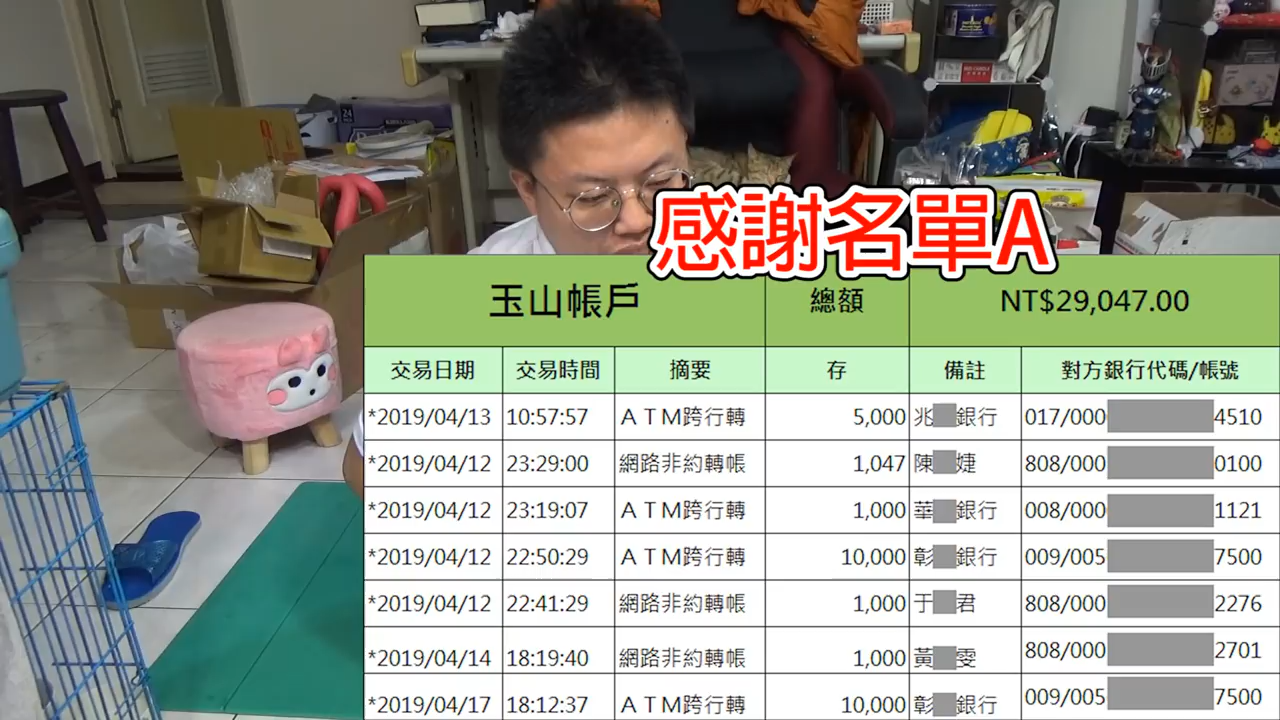 感謝名單A
玉山帳戶 總額 NT$29,047.00
交易日期 交易時間 摘要 存 備註 對方銀行代碼/帳號
*2019/04/13 10:57:57 ATM跨行轉 5,000 兆 銀行 017/000 4510
*2019/04/12 23:29:00 網路非約轉帳 1,047 陳 婕 808/000 0100
*2019/04/12 23:19:07 ATM跨行轉 1,000 華 銀行 008/000 1121
*2019/04/12 22:50:29 ATM跨行轉 10,000 彰 銀行 009/005 7500
*2019/04/12 22:41:29 網路非約轉帳 1,000 于 君 808/000 2276
*2019/04/14 18:19:40 網路非約轉帳 1,000 黃 雯 808/000 2701
*2019/04/17 18:12:37 ATM跨行轉 10,000 彰 銀行 009/005 7500